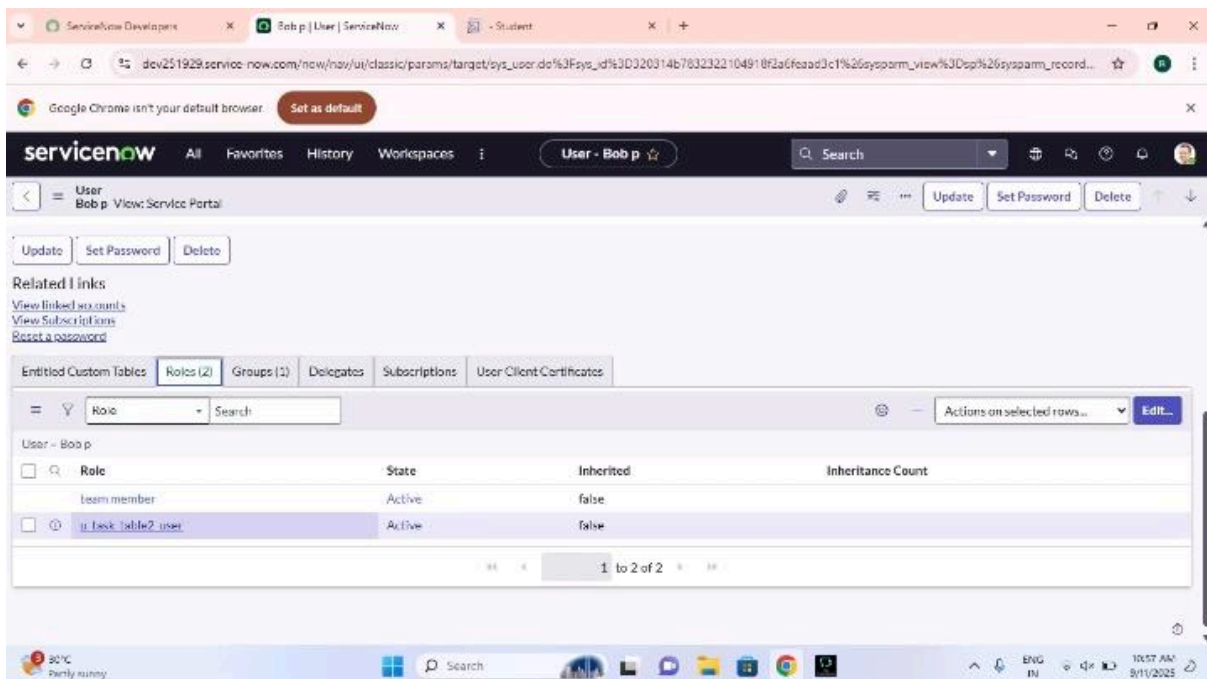 ServiceNow Developers
Bob p | User | ServiceNow
- Student
dev251929.service-now.com/now/nav/ui/classic/params/target/sys_user.do%3Fsys_id%3D320314b7832322104918f2a6feaad3c1%26sysparm_view%3Dsp%26sysparm_record...
Google Chrome isn't your default browser Set as default
servicenow All Favorites History Workspaces User - Bob p Search
User
Bob p View: Service Portal
Update Set Password Delete
Update Set Password Delete
Related Links
View linked accounts
View Subscriptions
Reset a password
Entitled Custom Tables Roles (2) Groups (1) Delegates Subscriptions User Client Certificates
Role Search Actions on selected rows... Edit...
User - Bob p
Role State Inherited Inheritance Count
team member Active false
u_task_table2_user Active false
1 to 2 of 2
30°C
Partly sunny
Search
ENG
IN
10:57 AM
9/11/2025